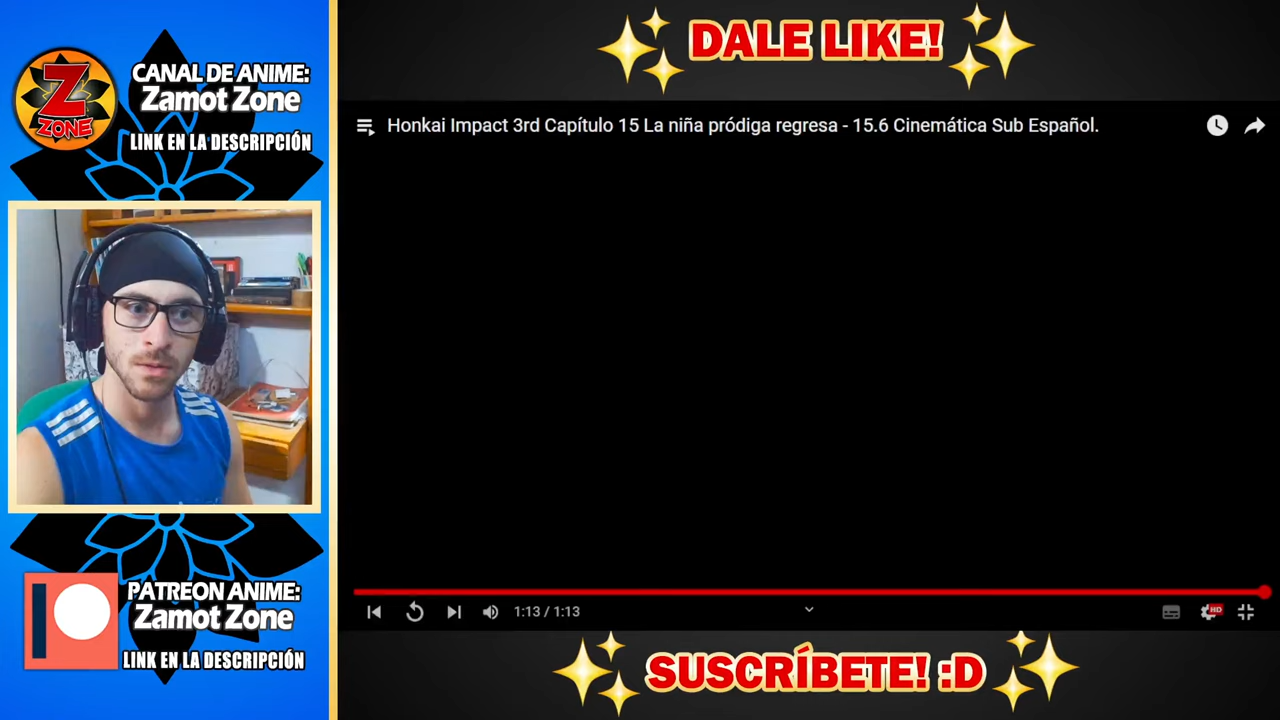 CANAL DE ANIME:
Zamot Zone
LINK EN LA DESCRIPCIÓN
Z
ZONE
DALE LIKE!
Honkai Impact 3rd Capítulo 15 La niña pródiga regresa - 15.6 Cinemática Sub Español.
1:13 / 1:13
HD
PATREON ANIME:
Zamot Zone
LINK EN LA DESCRIPCIÓN
SUSCRÍBETE! :D